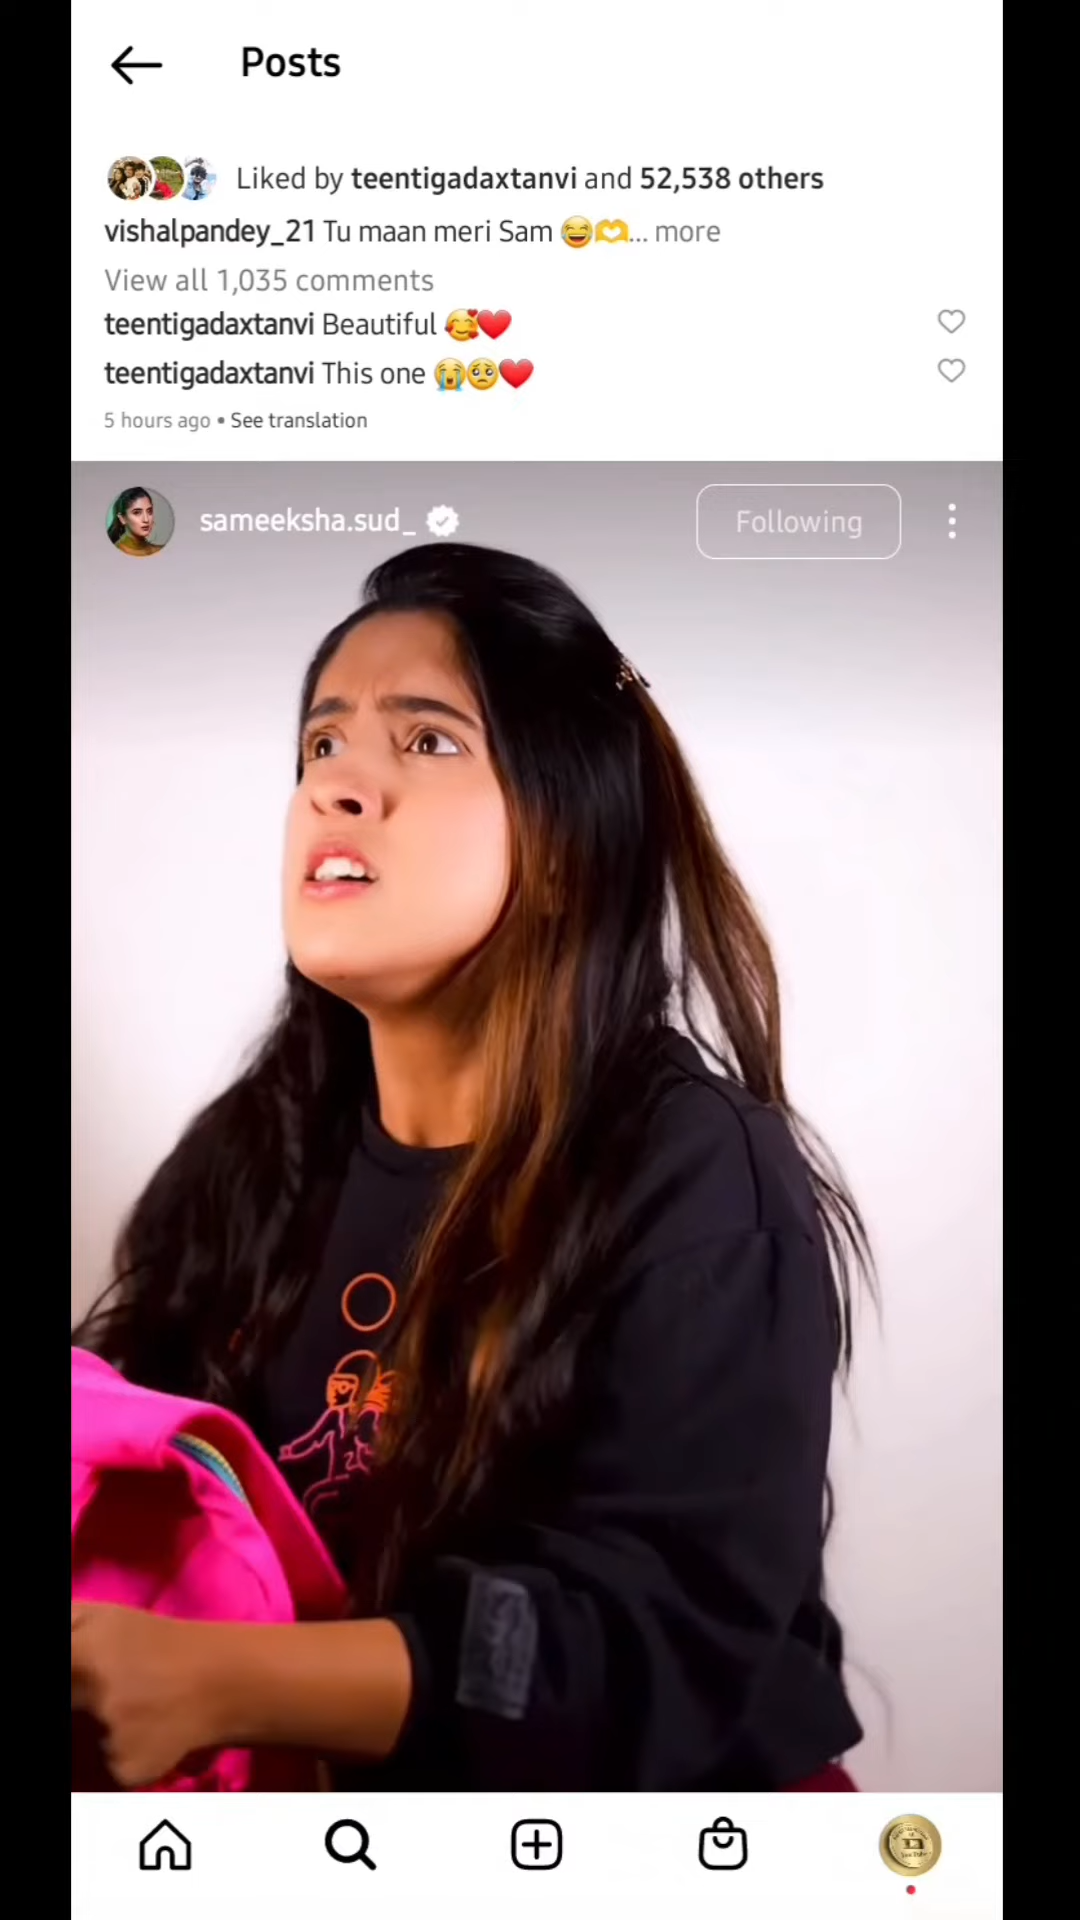 Posts
Liked by teentigadaxtanvi and 52,538 others
vishalpandey_21 Tu maan meri Sam 😂🫶... more
View all 1,035 comments
teentigadaxtanvi Beautiful 🥰❤️
teentigadaxtanvi This one 😭🥺❤️
5 hours ago • See translation
sameeksha.sud_
Following